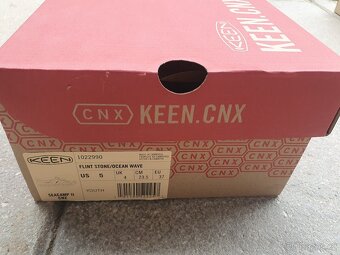 KEEN.CNX
CNX KEEN.CNX
KEEN
1022990
FLINT STONE/OCEAN WAVE
US 5
UK 4
CM 23.5
EU 37
SEACAMP II
CNX
YOUTH